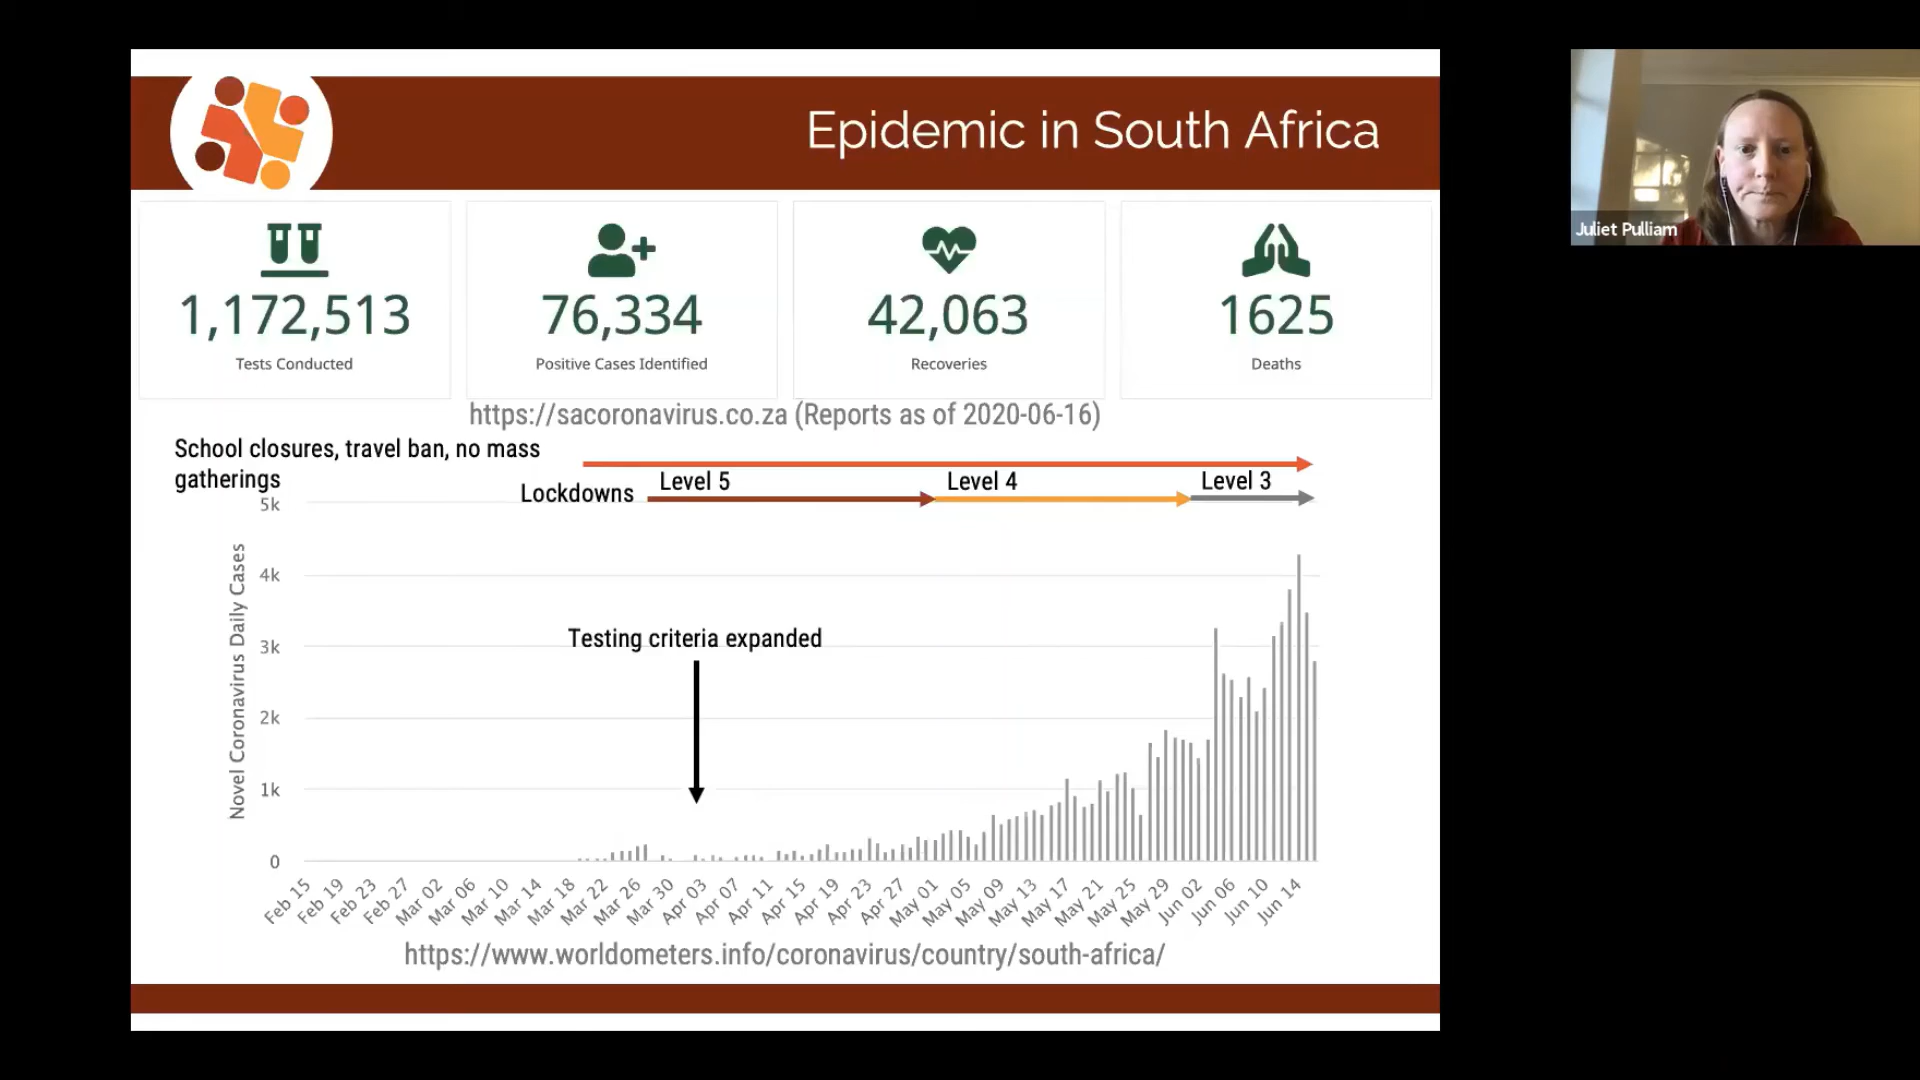 Epidemic in South Africa
Juliet Pulliam
1,172,513
Tests Conducted
76,334
Positive Cases Identified
42,063
Recoveries
1625
Deaths
https://sacoronavirus.co.za (Reports as of 2020-06-16)
School closures, travel ban, no mass
gatherings
Lockdowns
Level 5
Level 4
Level 3
Novel Coronavirus Daily Cases
5k
4k
3k
2k
1k
0
Testing criteria expanded
Feb 15
Feb 19
Feb 23
Feb 27
Mar 02
Mar 06
Mar 10
Mar 14
Mar 18
Mar 22
Mar 26
Mar 30
Apr 03
Apr 07
Apr 11
Apr 15
Apr 19
Apr 23
Apr 27
May 01
May 05
May 09
May 13
May 17
May 21
May 25
May 29
Jun 02
Jun 06
Jun 10
Jun 14
https://www.worldometers.info/coronavirus/country/south-africa/